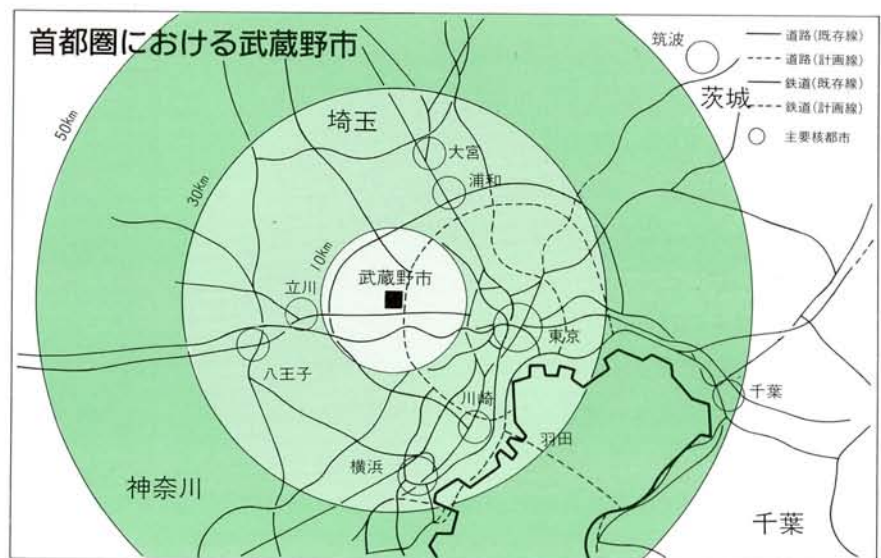 首都圏における武蔵野市
道路(既存線)
道路(計画線)
鉄道(既存線)
鉄道(計画線)
主要核都市
筑波
茨城
50km
30km
10km
埼玉
大宮
浦和
武蔵野市
立川
東京
八王子
川崎
千葉
羽田
横浜
神奈川
千葉